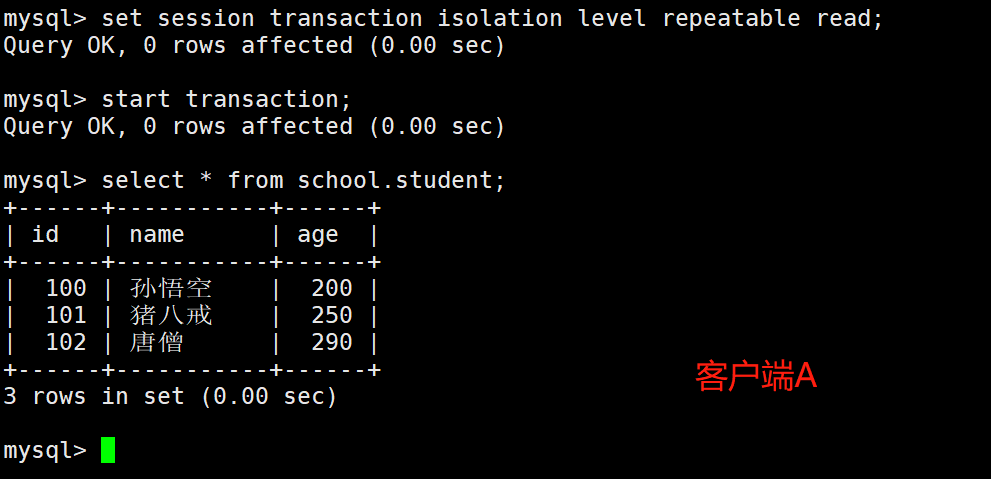 mysql> set session transaction isolation level repeatable read;
Query OK, 0 rows affected (0.00 sec)
mysql> start transaction;
Query OK, 0 rows affected (0.00 sec)
mysql> select * from school.student;
+------+-----------+------+
| id   | name      | age  |
+------+-----------+------+
|  100 | 孙悟空    |  200 |
|  101 | 猪八戒    |  250 |
|  102 | 唐僧      |  290 |
+------+-----------+------+
客户端A
3 rows in set (0.00 sec)
mysql>